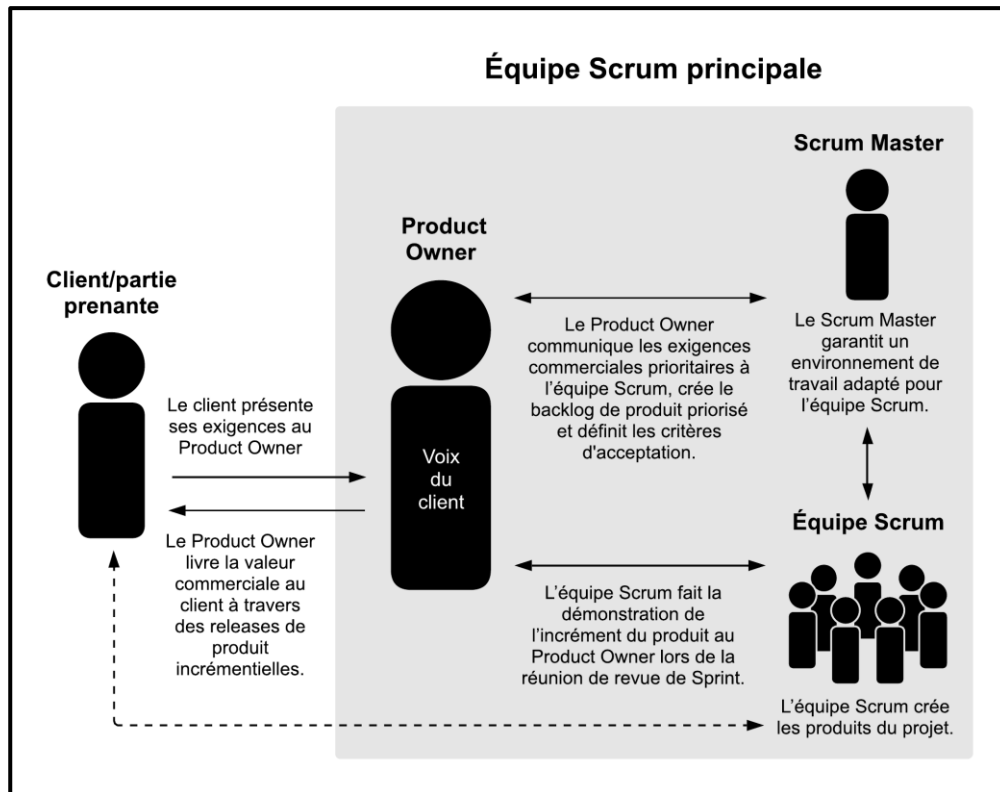 Équipe Scrum principale
Scrum Master
Product
Owner
Client/partie
prenante
Le client présente
ses exigences au
Product Owner
Voix
du
client
Le Product Owner
communique les exigences
commerciales prioritaires à
l’équipe Scrum, crée le
backlog de produit priorisé
et définit les critères
d'acceptation.
Le Scrum Master
garantit un
environnement de
travail adapté pour
l’équipe Scrum.
Le Product Owner
livre la valeur
commerciale au
client à travers
des releases de
produit
incrémentielles.
L’équipe Scrum fait la
démonstration de
l’incrément du produit au
Product Owner lors de la
réunion de revue de Sprint.
Équipe Scrum
L’équipe Scrum crée
les produits du projet.